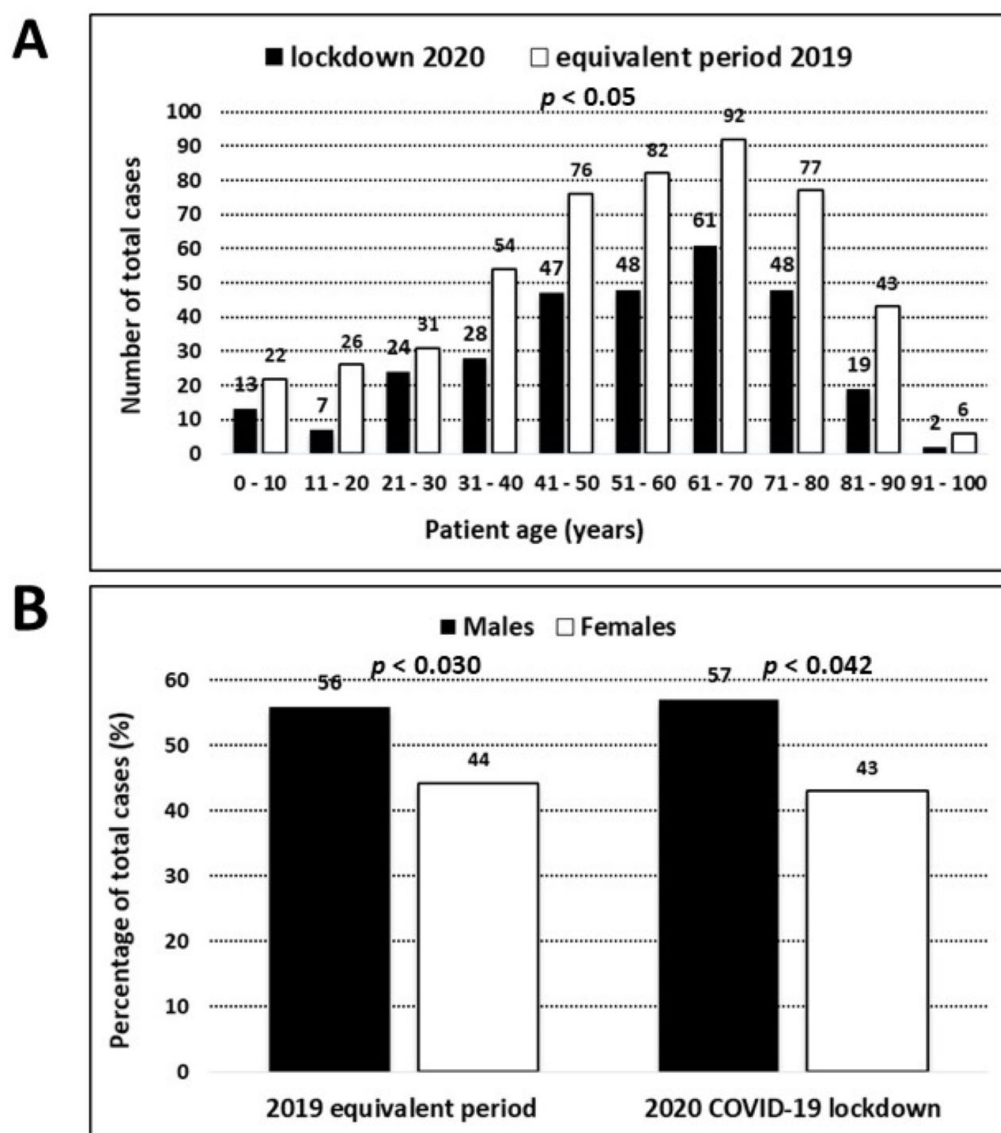 A
lockdown 2020 equivalent period 2019
p < 0.05
Number of total cases
100
90
80
70
60
50
40
30
20
10
0
13 22 7 26 24 31 28 54 47 76 48 82 61 92 48 77 19 43 2 6
0 - 10 11 - 20 21 - 30 31 - 40 41 - 50 51 - 60 61 - 70 71 - 80 81 - 90 91 - 100
Patient age (years)
B
Males Females
p < 0.030 p < 0.042
Percentage of total cases (%)
60
50
40
30
20
10
0
56 44 57 43
2019 equivalent period 2020 COVID-19 lockdown